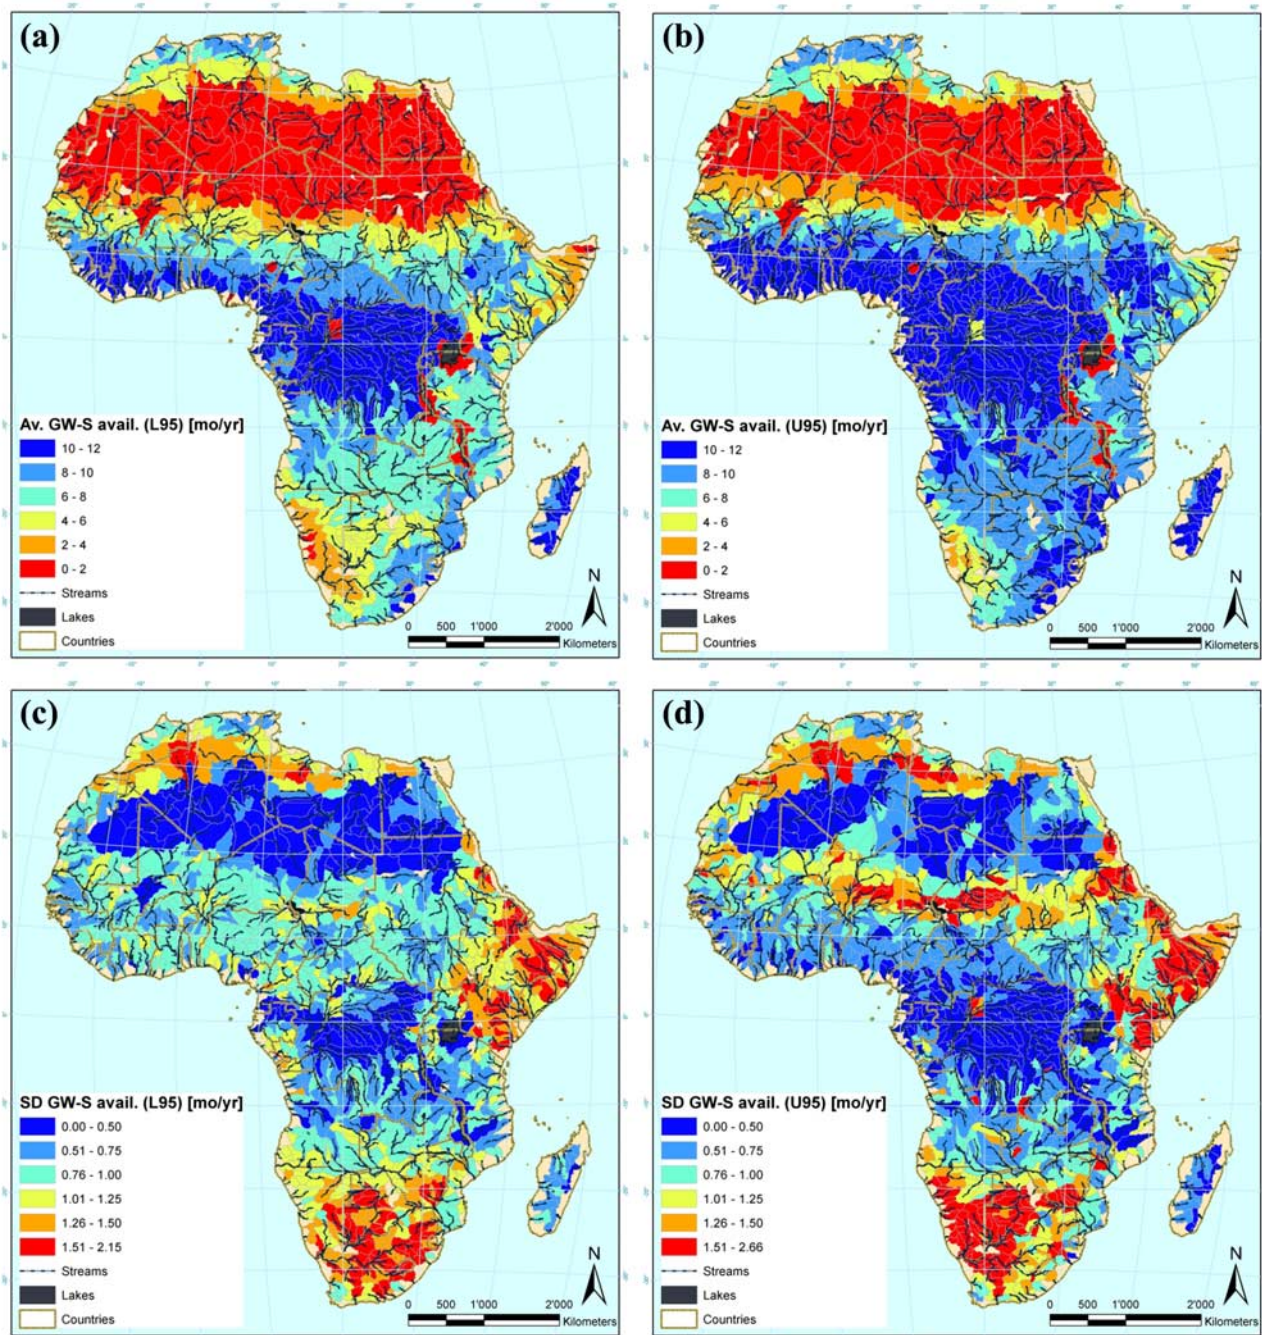 (a)
Av. GW-S avail. (L95) [mo/yr]
10 - 12
8 - 10
6 - 8
4 - 6
2 - 4
0 - 2
Streams
Lakes
Countries
N
0 500 1'000 2'000
Kilometers
(b)
Av. GW-S avail. (U95) [mo/yr]
10 - 12
8 - 10
6 - 8
4 - 6
2 - 4
0 - 2
Streams
Lakes
Countries
N
0 500 1'000 2'000
Kilometers
(c)
SD GW-S avail. (L95) [mo/yr]
0.00 - 0.50
0.51 - 0.75
0.76 - 1.00
1.01 - 1.25
1.26 - 1.50
1.51 - 2.15
Streams
Lakes
Countries
N
0 500 1'000 2'000
Kilometers
(d)
SD GW-S avail. (U95) [mo/yr]
0.00 - 0.50
0.51 - 0.75
0.76 - 1.00
1.01 - 1.25
1.26 - 1.50
1.51 - 2.66
Streams
Lakes
Countries
N
0 500 1'000 2'000
Kilometers